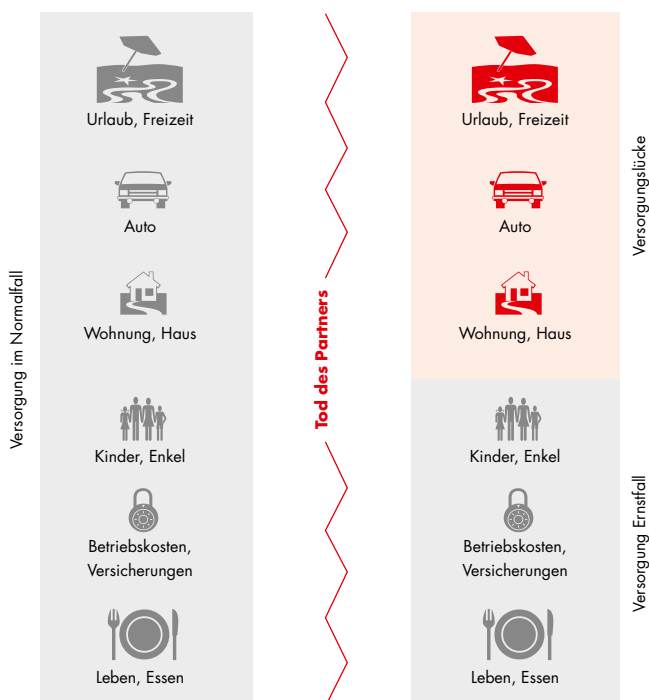 Versorgung im Normalfall
Urlaub, Freizeit
Auto
Wohnung, Haus
Kinder, Enkel
Betriebskosten,
Versicherungen
Leben, Essen
Tod des Partners
Urlaub, Freizeit
Auto
Wohnung, Haus
Kinder, Enkel
Betriebskosten,
Versicherungen
Leben, Essen
Versorgungslücke
Versorgung Ernstfall